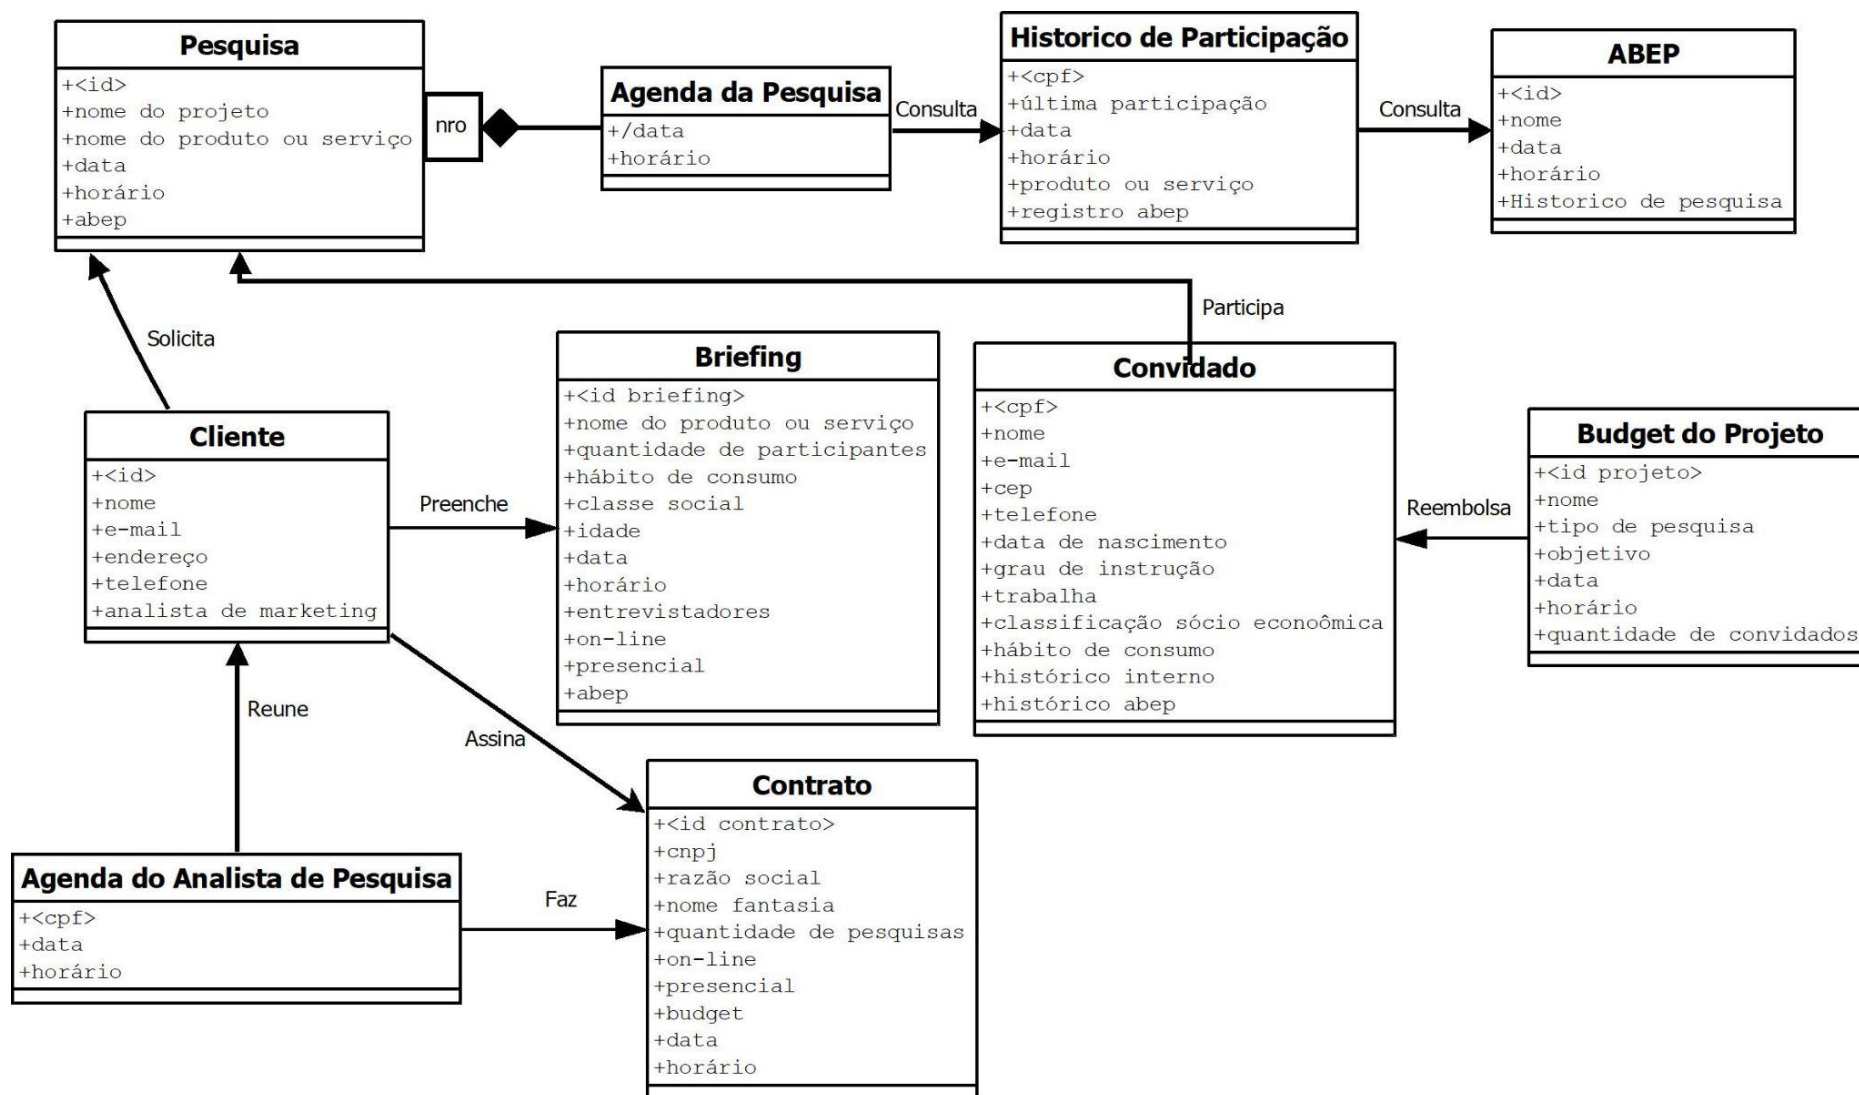 Pesquisa
+<id>
+nome do projeto
+nome do produto ou serviço
+data
+horário
+abep
nro
Agenda da Pesquisa
+/data
+horário
Consulta
Historico de Participação
+<cpf>
+última participação
+data
+horário
+produto ou serviço
+registro abep
Consulta
ABEP
+<id>
+nome
+data
+horário
+Historico de pesquisa
Solicita
Participa
Cliente
+<id>
+nome
+e-mail
+endereço
+telefone
+analista de marketing
Preenche
Briefing
+<id briefing>
+nome do produto ou serviço
+quantidade de participantes
+hábito de consumo
+classe social
+idade
+data
+horário
+entrevistadores
+on-line
+presencial
+abep
Convidado
+<cpf>
+nome
+e-mail
+cep
+telefone
+data de nascimento
+grau de instrução
+trabalha
+classificação sócio econoômica
+hábito de consumo
+histórico interno
+histórico abep
Reembolsa
Budget do Projeto
+<id projeto>
+nome
+tipo de pesquisa
+objetivo
+data
+horário
+quantidade de convidados
Reune
Assina
Agenda do Analista de Pesquisa
+<cpf>
+data
+horário
Faz
Contrato
+<id contrato>
+cnpj
+razão social
+nome fantasia
+quantidade de pesquisas
+on-line
+presencial
+budget
+data
+horário